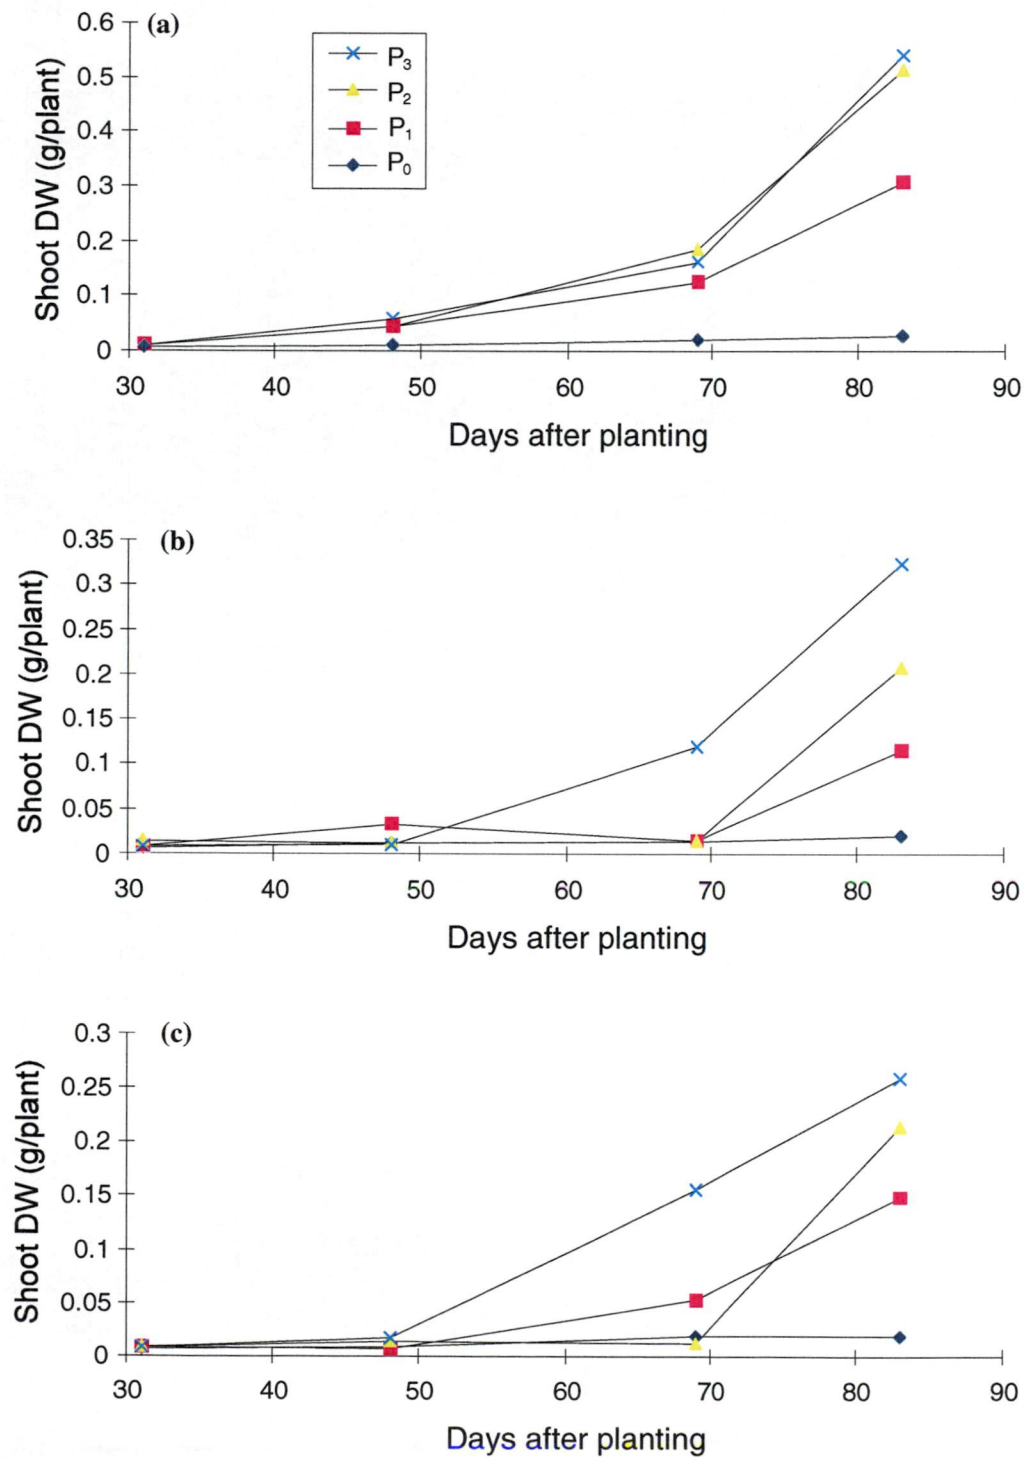 (a)
0.6
0.5
0.4
0.3
0.2
0.1
0
Shoot DW (g/plant)
P₃
P₂
P₁
P₀
30 40 50 60 70 80 90
Days after planting
(b)
0.35
0.3
0.25
0.2
0.15
0.1
0.05
0
Shoot DW (g/plant)
30 40 50 60 70 80 90
Days after planting
(c)
0.3
0.25
0.2
0.15
0.1
0.05
0
Shoot DW (g/plant)
30 40 50 60 70 80 90
Days after planting